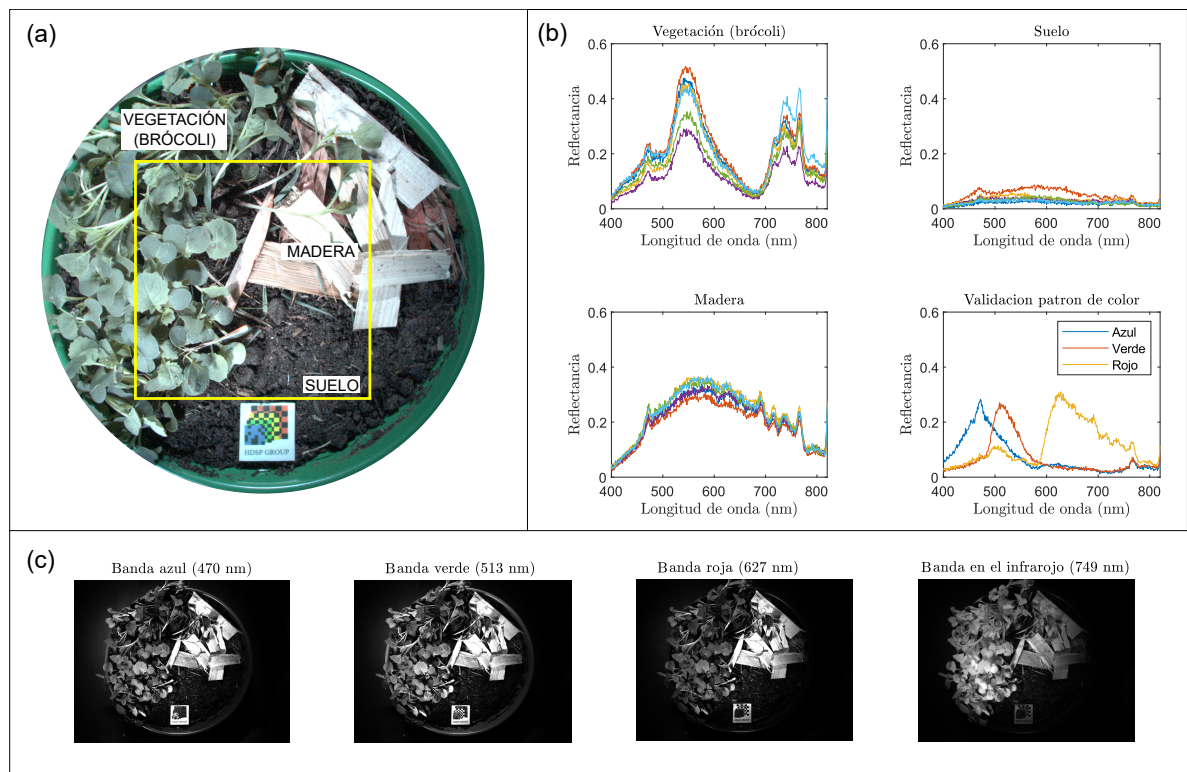 (a)
VEGETACIÓN
(BRÓCOLI)
MADERA
SUELO
HDSP GROUP
(b)
Vegetación (brócoli)
0.6
0.4
0.2
0
Reflectancia
400 500 600 700 800
Longitud de onda (nm)
Suelo
0.6
0.4
0.2
0
Reflectancia
400 500 600 700 800
Longitud de onda (nm)
Madera
0.6
0.4
0.2
0
Reflectancia
400 500 600 700 800
Longitud de onda (nm)
Validacion patron de color
Azul
Verde
Rojo
0.6
0.4
0.2
0
Reflectancia
400 500 600 700 800
Longitud de onda (nm)
(c)
Banda azul (470 nm)
Banda verde (513 nm)
Banda roja (627 nm)
Banda en el infrarojo (749 nm)